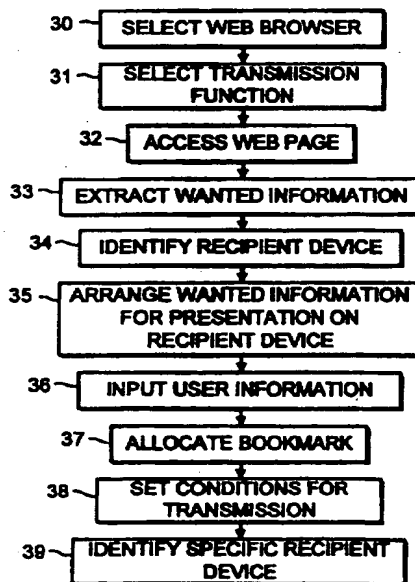 30 SELECT WEB BROWSER
31 SELECT TRANSMISSION
FUNCTION
32 ACCESS WEB PAGE
33 EXTRACT WANTED INFORMATION
34 IDENTIFY RECIPIENT DEVICE
35 ARRANGE WANTED INFORMATION
FOR PRESENTATION ON
RECIPIENT DEVICE
36 INPUT USER INFORMATION
37 ALLOCATE BOOKMARK
38 SET CONDITIONS FOR
TRANSMISSION
39 IDENTIFY SPECIFIC RECIPIENT
DEVICE